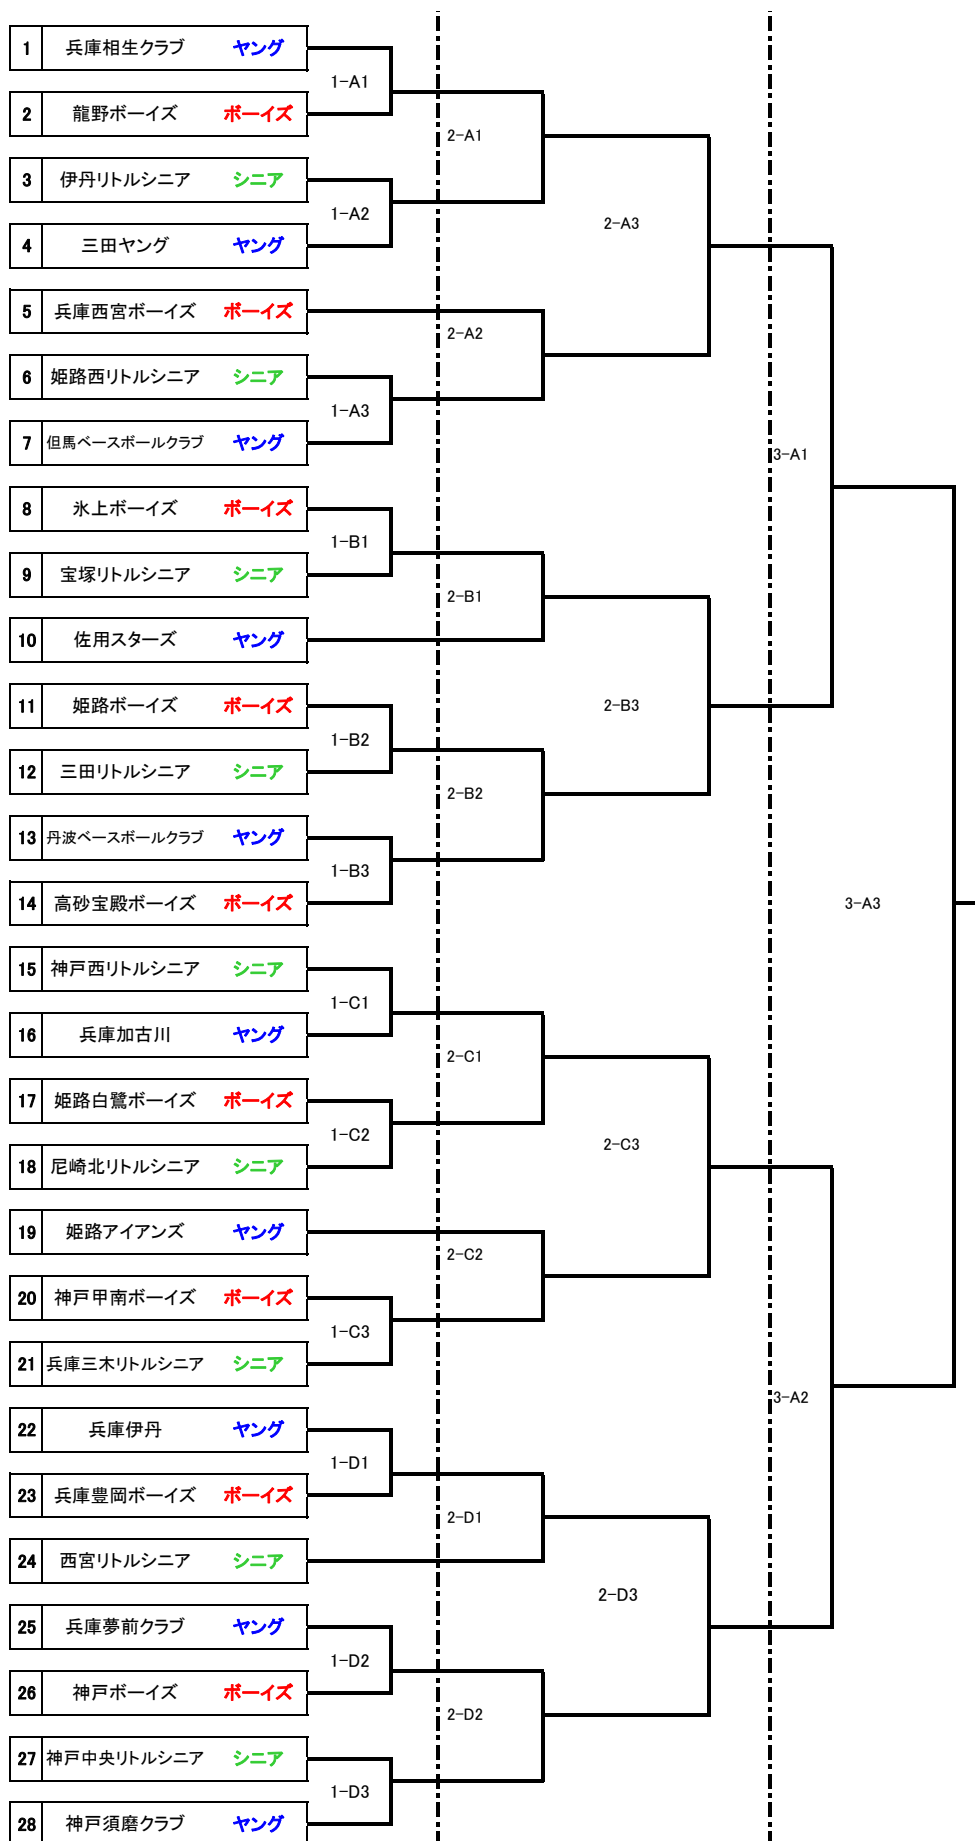 1 兵庫相生クラブ ヤング
1-A1
2 龍野ボーイズ ボーイズ
2-A1
3 伊丹リトルシニア シニア
1-A2
2-A3
4 三田ヤング ヤング
5 兵庫西宮ボーイズ ボーイズ
2-A2
6 姫路西リトルシニア シニア
1-A3
7 但馬ベースボールクラブ ヤング
3-A1
8 氷上ボーイズ ボーイズ
1-B1
9 宝塚リトルシニア シニア
2-B1
10 佐用スターズ ヤング
11 姫路ボーイズ ボーイズ
2-B3
1-B2
12 三田リトルシニア シニア
2-B2
13 丹波ベースボールクラブ ヤング
1-B3
14 高砂宝殿ボーイズ ボーイズ
3-A3
15 神戸西リトルシニア シニア
1-C1
16 兵庫加古川 ヤング
2-C1
17 姫路白鷺ボーイズ ボーイズ
1-C2
2-C3
18 尼崎北リトルシニア シニア
19 姫路アイアンズ ヤング
2-C2
20 神戸甲南ボーイズ ボーイズ
1-C3
21 兵庫三木リトルシニア シニア
3-A2
22 兵庫伊丹 ヤング
1-D1
23 兵庫豊岡ボーイズ ボーイズ
2-D1
24 西宮リトルシニア シニア
2-D3
25 兵庫夢前クラブ ヤング
1-D2
26 神戸ボーイズ ボーイズ
2-D2
27 神戸中央リトルシニア シニア
1-D3
28 神戸須磨クラブ ヤング